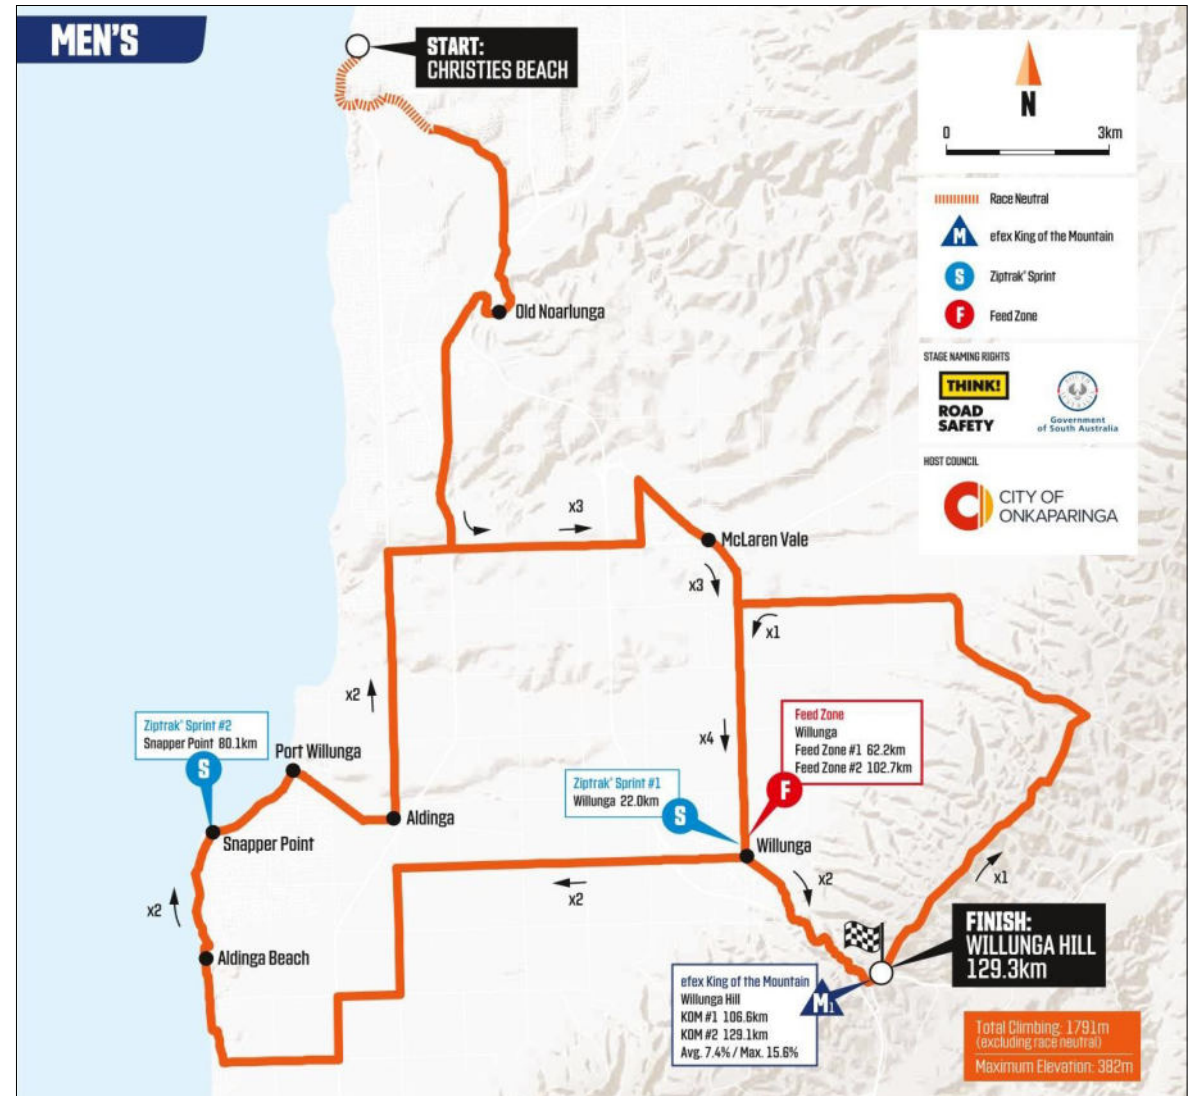 MEN'S
START:
CHRISTIES BEACH
N
0 3km
Race Neutral
M efex King of the Mountain
S Ziptrak® Sprint
F Feed Zone
STAGE NAMING RIGHTS
THINK!
ROAD
SAFETY
Government
of South Australia
HOST COUNCIL
CITY OF
ONKAPARINGA
Old Noarlunga
x3
McLaren Vale
x3
x1
x2
x4
Feed Zone
Willunga
Feed Zone #1 62.2km
Feed Zone #2 102.7km
F
Ziptrak® Sprint #2
Snapper Point 80.1km
S
Port Willunga
Ziptrak® Sprint #1
Willunga 22.0km
S
Aldinga
Snapper Point
Willunga
x2
x2
x1
x2
Aldinga Beach
FINISH:
WILLUNGA HILL
129.3km
efex King of the Mountain
Willunga Hill
KOM #1 106.6km
KOM #2 129.1km
Avg. 7.4% / Max. 15.6%
M1
Total Climbing: 1791m
(excluding race neutral)
Maximum Elevation: 382m